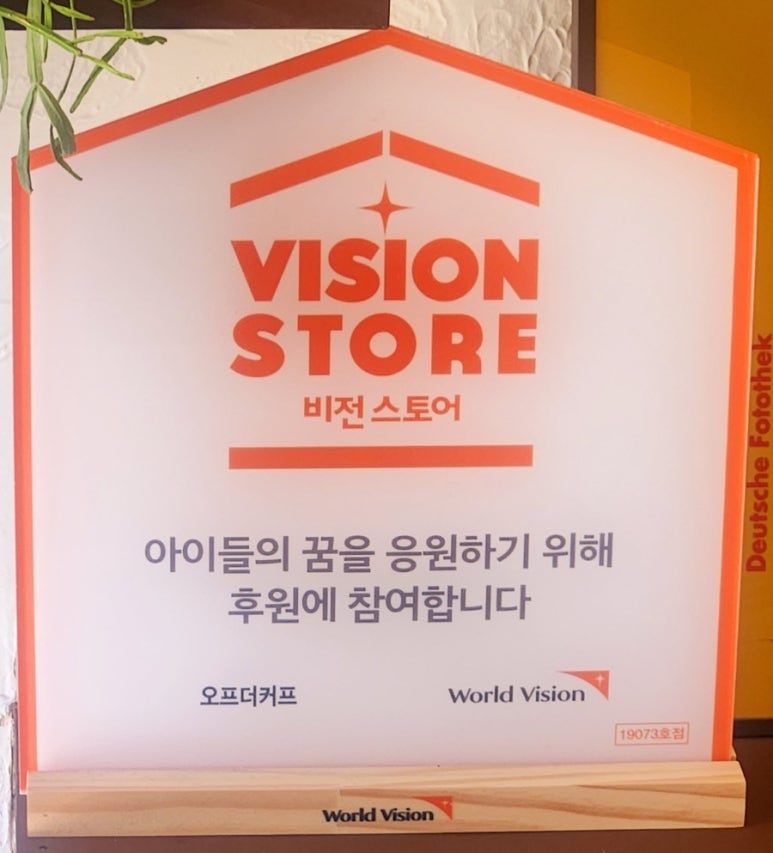 VISION
STORE
비전 스토어
아이들의 꿈을 응원하기 위해
후원에 참여합니다
오프더커프
World Vision
19073호점
World Vision
Deutsche Fotothek